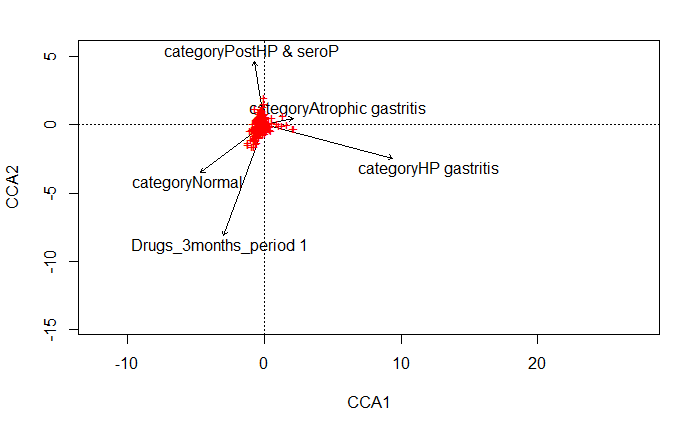 categoryPostHP & seroP
categoryAtrophic gastritis
categoryHP gastritis
categoryNormal
Drugs_3months_period 1
5
0
-5
-10
-15
CCA2
-10
0
10
20
CCA1